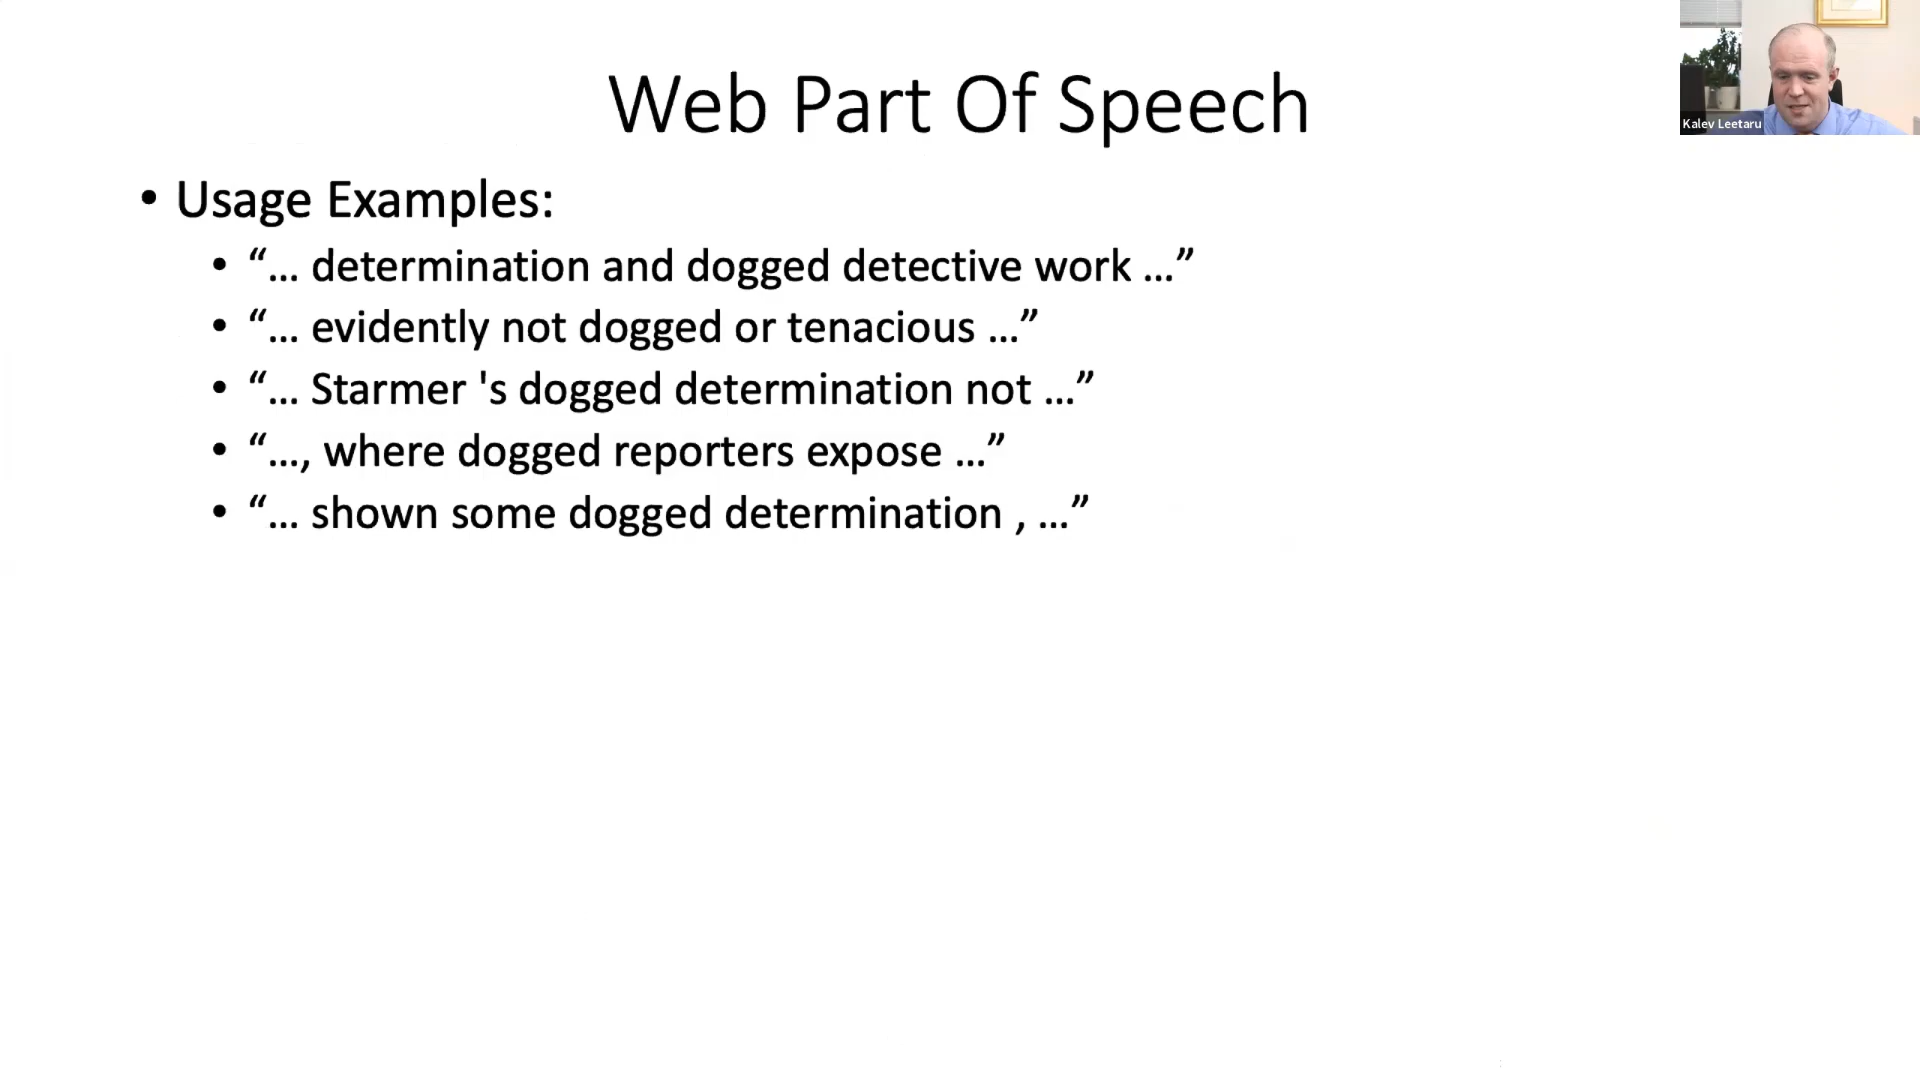 Web Part Of Speech
Kalev Leetaru
• Usage Examples:
• “… determination and dogged detective work …”
• “… evidently not dogged or tenacious …”
• “… Starmer 's dogged determination not …”
• “…, where dogged reporters expose …”
• “… shown some dogged determination , …”